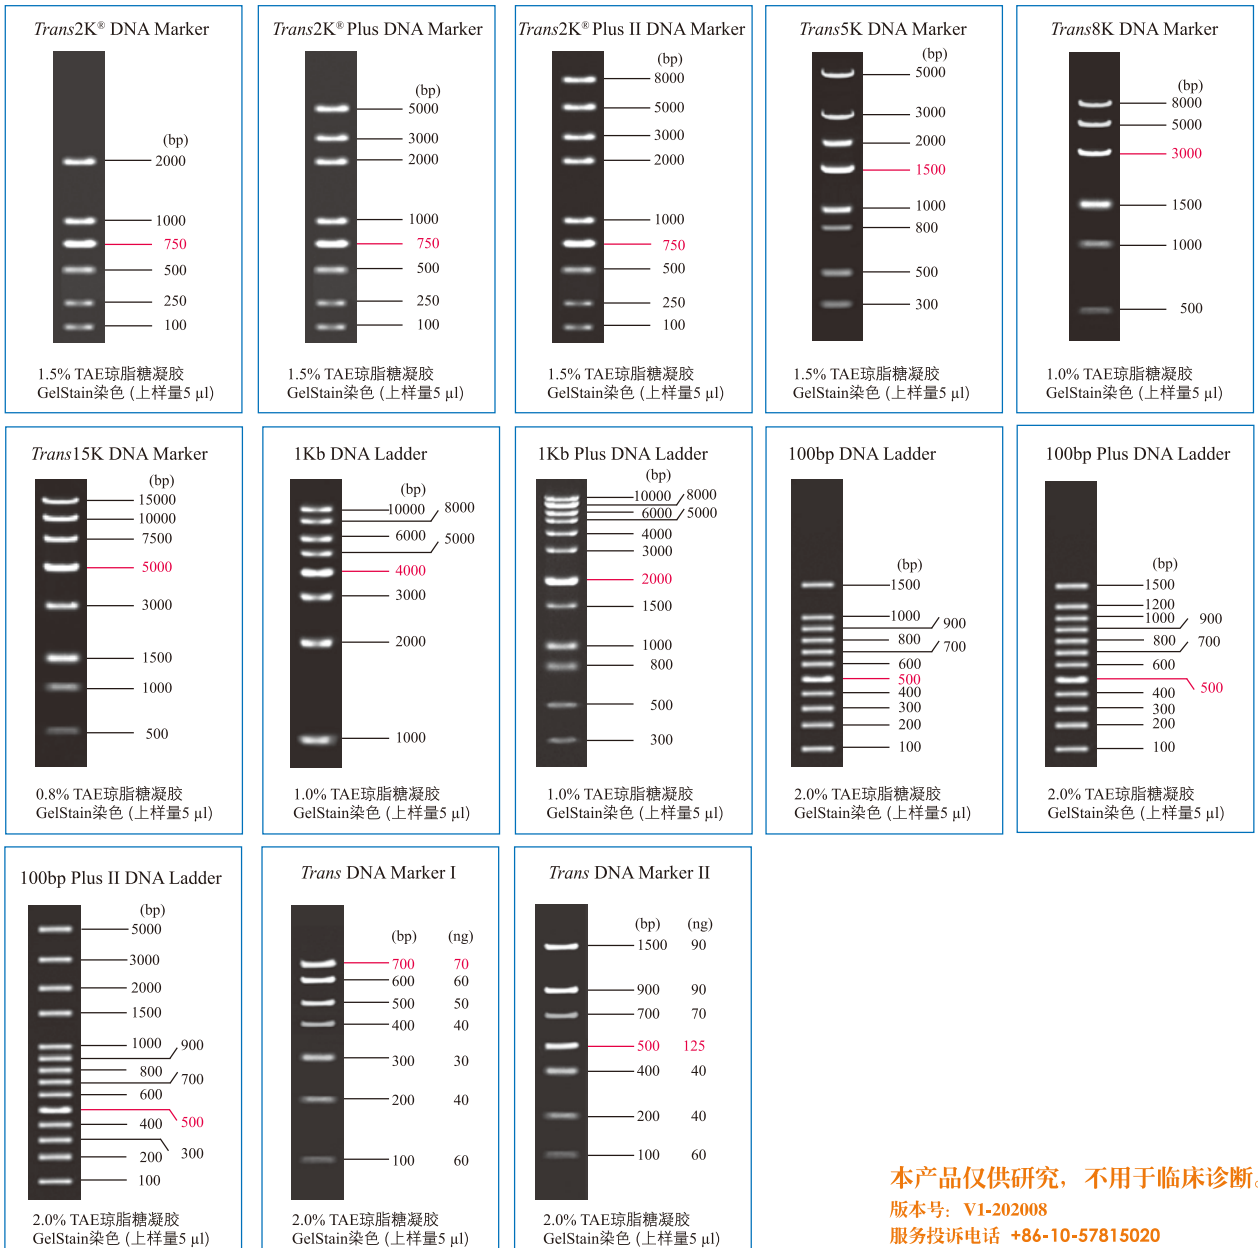 Trans2K® DNA Marker
(bp)
2000
1000
750
500
250
100
1.5% TAE琼脂糖凝胶
GelStain染色 (上样量5 µl)
Trans2K® Plus DNA Marker
(bp)
5000
3000
2000
1000
750
500
250
100
1.5% TAE琼脂糖凝胶
GelStain染色 (上样量5 µl)
Trans2K® Plus II DNA Marker
(bp)
8000
5000
3000
2000
1000
750
500
250
100
1.5% TAE琼脂糖凝胶
GelStain染色 (上样量5 µl)
Trans5K DNA Marker
(bp)
5000
3000
2000
1500
1000
800
500
300
1.5% TAE琼脂糖凝胶
GelStain染色 (上样量5 µl)
Trans8K DNA Marker
(bp)
8000
5000
3000
1500
1000
500
1.0% TAE琼脂糖凝胶
GelStain染色 (上样量5 µl)
Trans15K DNA Marker
(bp)
15000
10000
7500
5000
3000
1500
1000
500
0.8% TAE琼脂糖凝胶
GelStain染色 (上样量5 µl)
1Kb DNA Ladder
(bp)
10000 8000
6000 5000
4000
3000
2000
1000
1.0% TAE琼脂糖凝胶
GelStain染色 (上样量5 µl)
1Kb Plus DNA Ladder
(bp)
10000 8000
6000 5000
4000
3000
2000
1500
1000
800
500
300
1.0% TAE琼脂糖凝胶
GelStain染色 (上样量5 µl)
100bp DNA Ladder
(bp)
1500
1000 900
800 700
600
500
400
300
200
100
2.0% TAE琼脂糖凝胶
GelStain染色 (上样量5 µl)
100bp Plus DNA Ladder
(bp)
1500
1200
1000 900
800 700
600
500
400
300
200
100
2.0% TAE琼脂糖凝胶
GelStain染色 (上样量5 µl)
100bp Plus II DNA Ladder
(bp)
5000
3000
2000
1500
1000 900
800 700
600
500
400
300
200
100
2.0% TAE琼脂糖凝胶
GelStain染色 (上样量5 µl)
Trans DNA Marker I
(bp) (ng)
700 70
600 60
500 50
400 40
300 30
200 40
100 60
2.0% TAE琼脂糖凝胶
GelStain染色 (上样量5 µl)
Trans DNA Marker II
(bp) (ng)
1500 90
900 90
700 70
500 125
400 40
200 40
100 60
2.0% TAE琼脂糖凝胶
GelStain染色 (上样量5 µl)
本产品仅供研究，不用于临床诊断。
版本号：V1-202008
服务投诉电话 +86-10-57815020